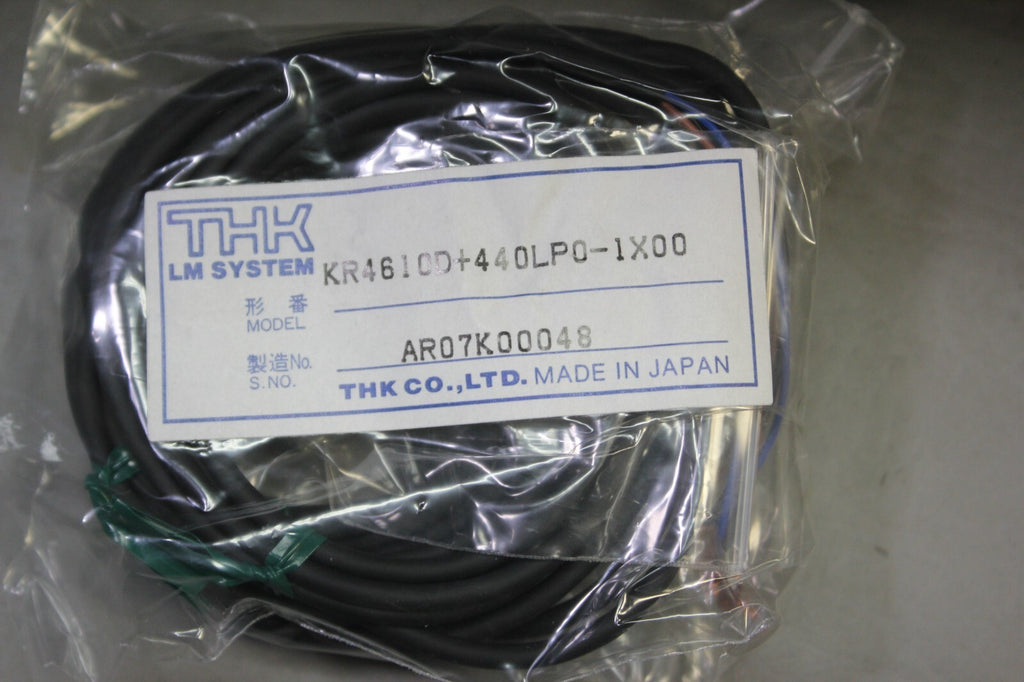 THK
LM SYSTEM
KR4610D+440LP0-1X00
形 番
MODEL
AR07K00048
製造No.
S.NO.
THK CO.,LTD. MADE IN JAPAN